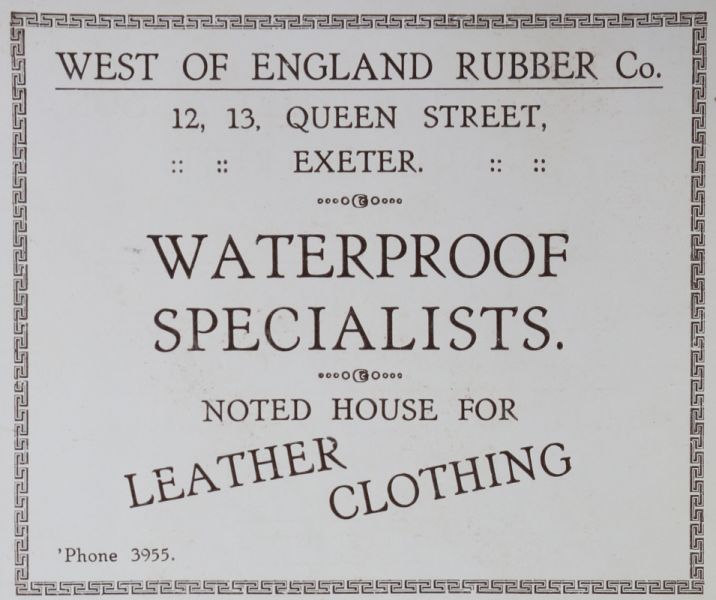 WEST OF ENGLAND RUBBER Co.
12, 13, QUEEN STREET,
:: :: EXETER. :: ::
WATERPROOF
SPECIALISTS.
NOTED HOUSE FOR
LEATHER
CLOTHING
'Phone 3955.